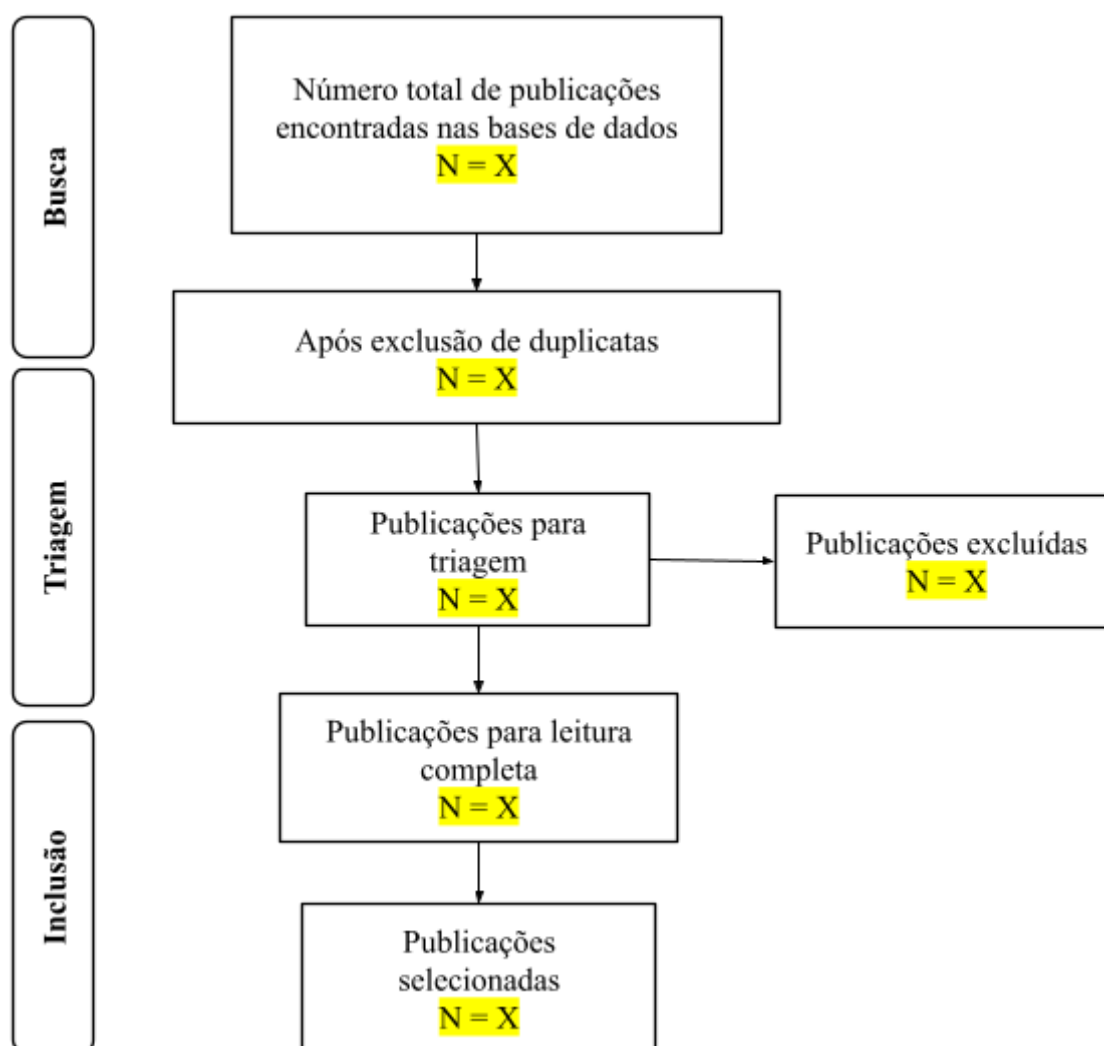 Busca
Número total de publicações
encontradas nas bases de dados
N = X
Após exclusão de duplicatas
N = X
Triagem
Publicações para
triagem
N = X
Publicações excluídas
N = X
Inclusão
Publicações para leitura
completa
N = X
Publicações
selecionadas
N = X